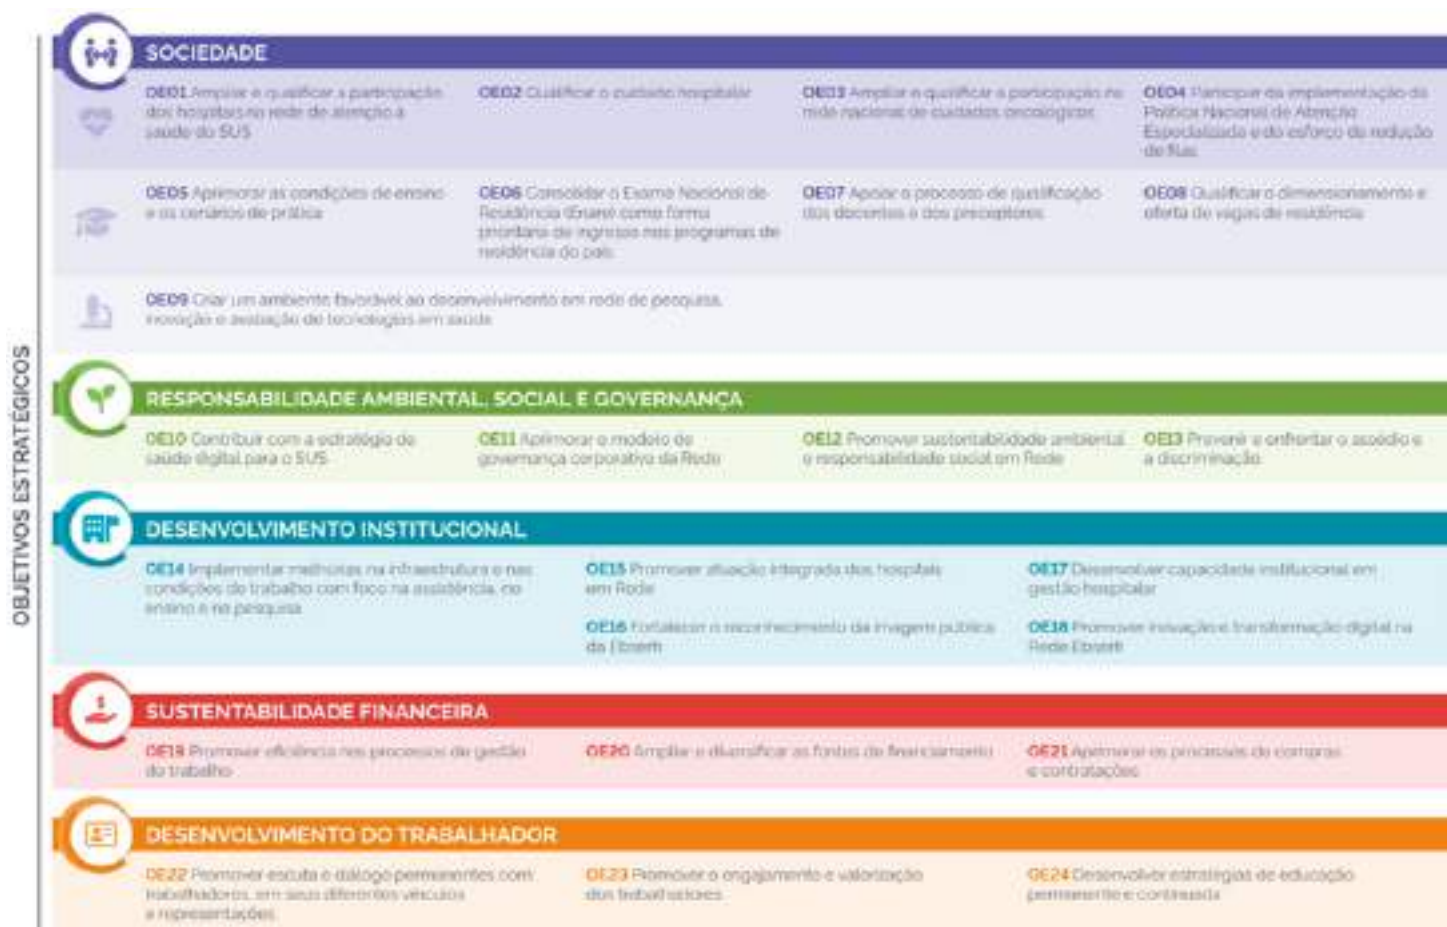 OBJETIVOS ESTRATÉGICOS
SOCIEDADE
OE01 Ampliar e qualificar a participação
dos hospitais na rede de atenção à
saúde do SUS
OE02 Qualificar o cuidado hospitalar
OE03 Ampliar e qualificar a participação na
rede nacional de cuidados oncológicos
OE04 Participar da implementação da
Política Nacional de Atenção
Especializada e do esforço de redução
de filas
OE05 Aprimorar as condições de ensino
e os cenários de prática
OE06 Consolidar o Exame Nacional de
Residência (Enare) como forma
prioritária de ingresso nos programas de
residência do país
OE07 Apoiar o processo de qualificação
dos docentes e dos preceptores
OE08 Qualificar o dimensionamento e
oferta de vagas de residência
OE09 Criar um ambiente favorável ao desenvolvimento em rede de pesquisa,
inovação e avaliação de tecnologias em saúde
RESPONSABILIDADE AMBIENTAL, SOCIAL E GOVERNANÇA
OE10 Contribuir com a estratégia de
saúde digital para o SUS
OE11 Aprimorar o modelo de
governança corporativa da Rede
OE12 Promover sustentabilidade ambiental
e responsabilidade social em Rede
OE13 Prevenir e enfrentar o assédio e
a discriminação
DESENVOLVIMENTO INSTITUCIONAL
OE14 Implementar melhorias na infraestrutura e nas
condições de trabalho com foco na assistência, no
ensino e na pesquisa
OE15 Promover atuação integrada dos hospitais
em Rede
OE16 Fortalecer o reconhecimento da imagem pública
da Ebserh
OE17 Desenvolver capacidade institucional em
gestão hospitalar
OE18 Promover inovação e transformação digital na
Rede Ebserh
SUSTENTABILIDADE FINANCEIRA
OE19 Promover eficiência nos processos de gestão
do trabalho
OE20 Ampliar e diversificar as fontes de financiamento
OE21 Aprimorar os processos de compras
e contratações
DESENVOLVIMENTO DO TRABALHADOR
OE22 Promover escuta e diálogo permanentes com
trabalhadores, em seus diferentes vínculos
e representações
OE23 Promover o engajamento e valorização
dos trabalhadores
OE24 Desenvolver estratégias de educação
permanente e continuada